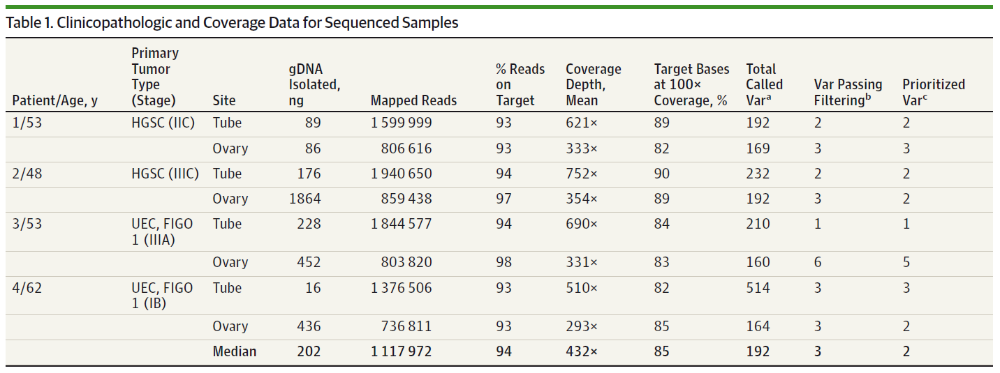 Table 1. Clinicopathologic and Coverage Data for Sequenced Samples
Patient/Age, y Primary Tumor Type (Stage) Site gDNA Isolated, ng Mapped Reads % Reads on Target Coverage Depth, Mean Target Bases at 100× Coverage, % Total Called Varᵃ Var Passing Filteringᵇ Prioritized Varᶜ
1/53 HGSC (IIC) Tube 89 1 599 999 93 621× 89 192 2 2
Ovary 86 806 616 93 333× 82 169 3 3
2/48 HGSC (IIIC) Tube 176 1 940 650 94 752× 90 232 2 2
Ovary 1864 859 438 97 354× 89 192 3 2
3/53 UEC, FIGO 1 (IIIA) Tube 228 1 844 577 94 690× 84 210 1 1
Ovary 452 803 820 98 331× 83 160 6 5
4/62 UEC, FIGO 1 (IB) Tube 16 1 376 506 93 510× 82 514 3 3
Ovary 436 736 811 93 293× 85 164 3 2
Median 202 1 117 972 94 432× 85 192 3 2